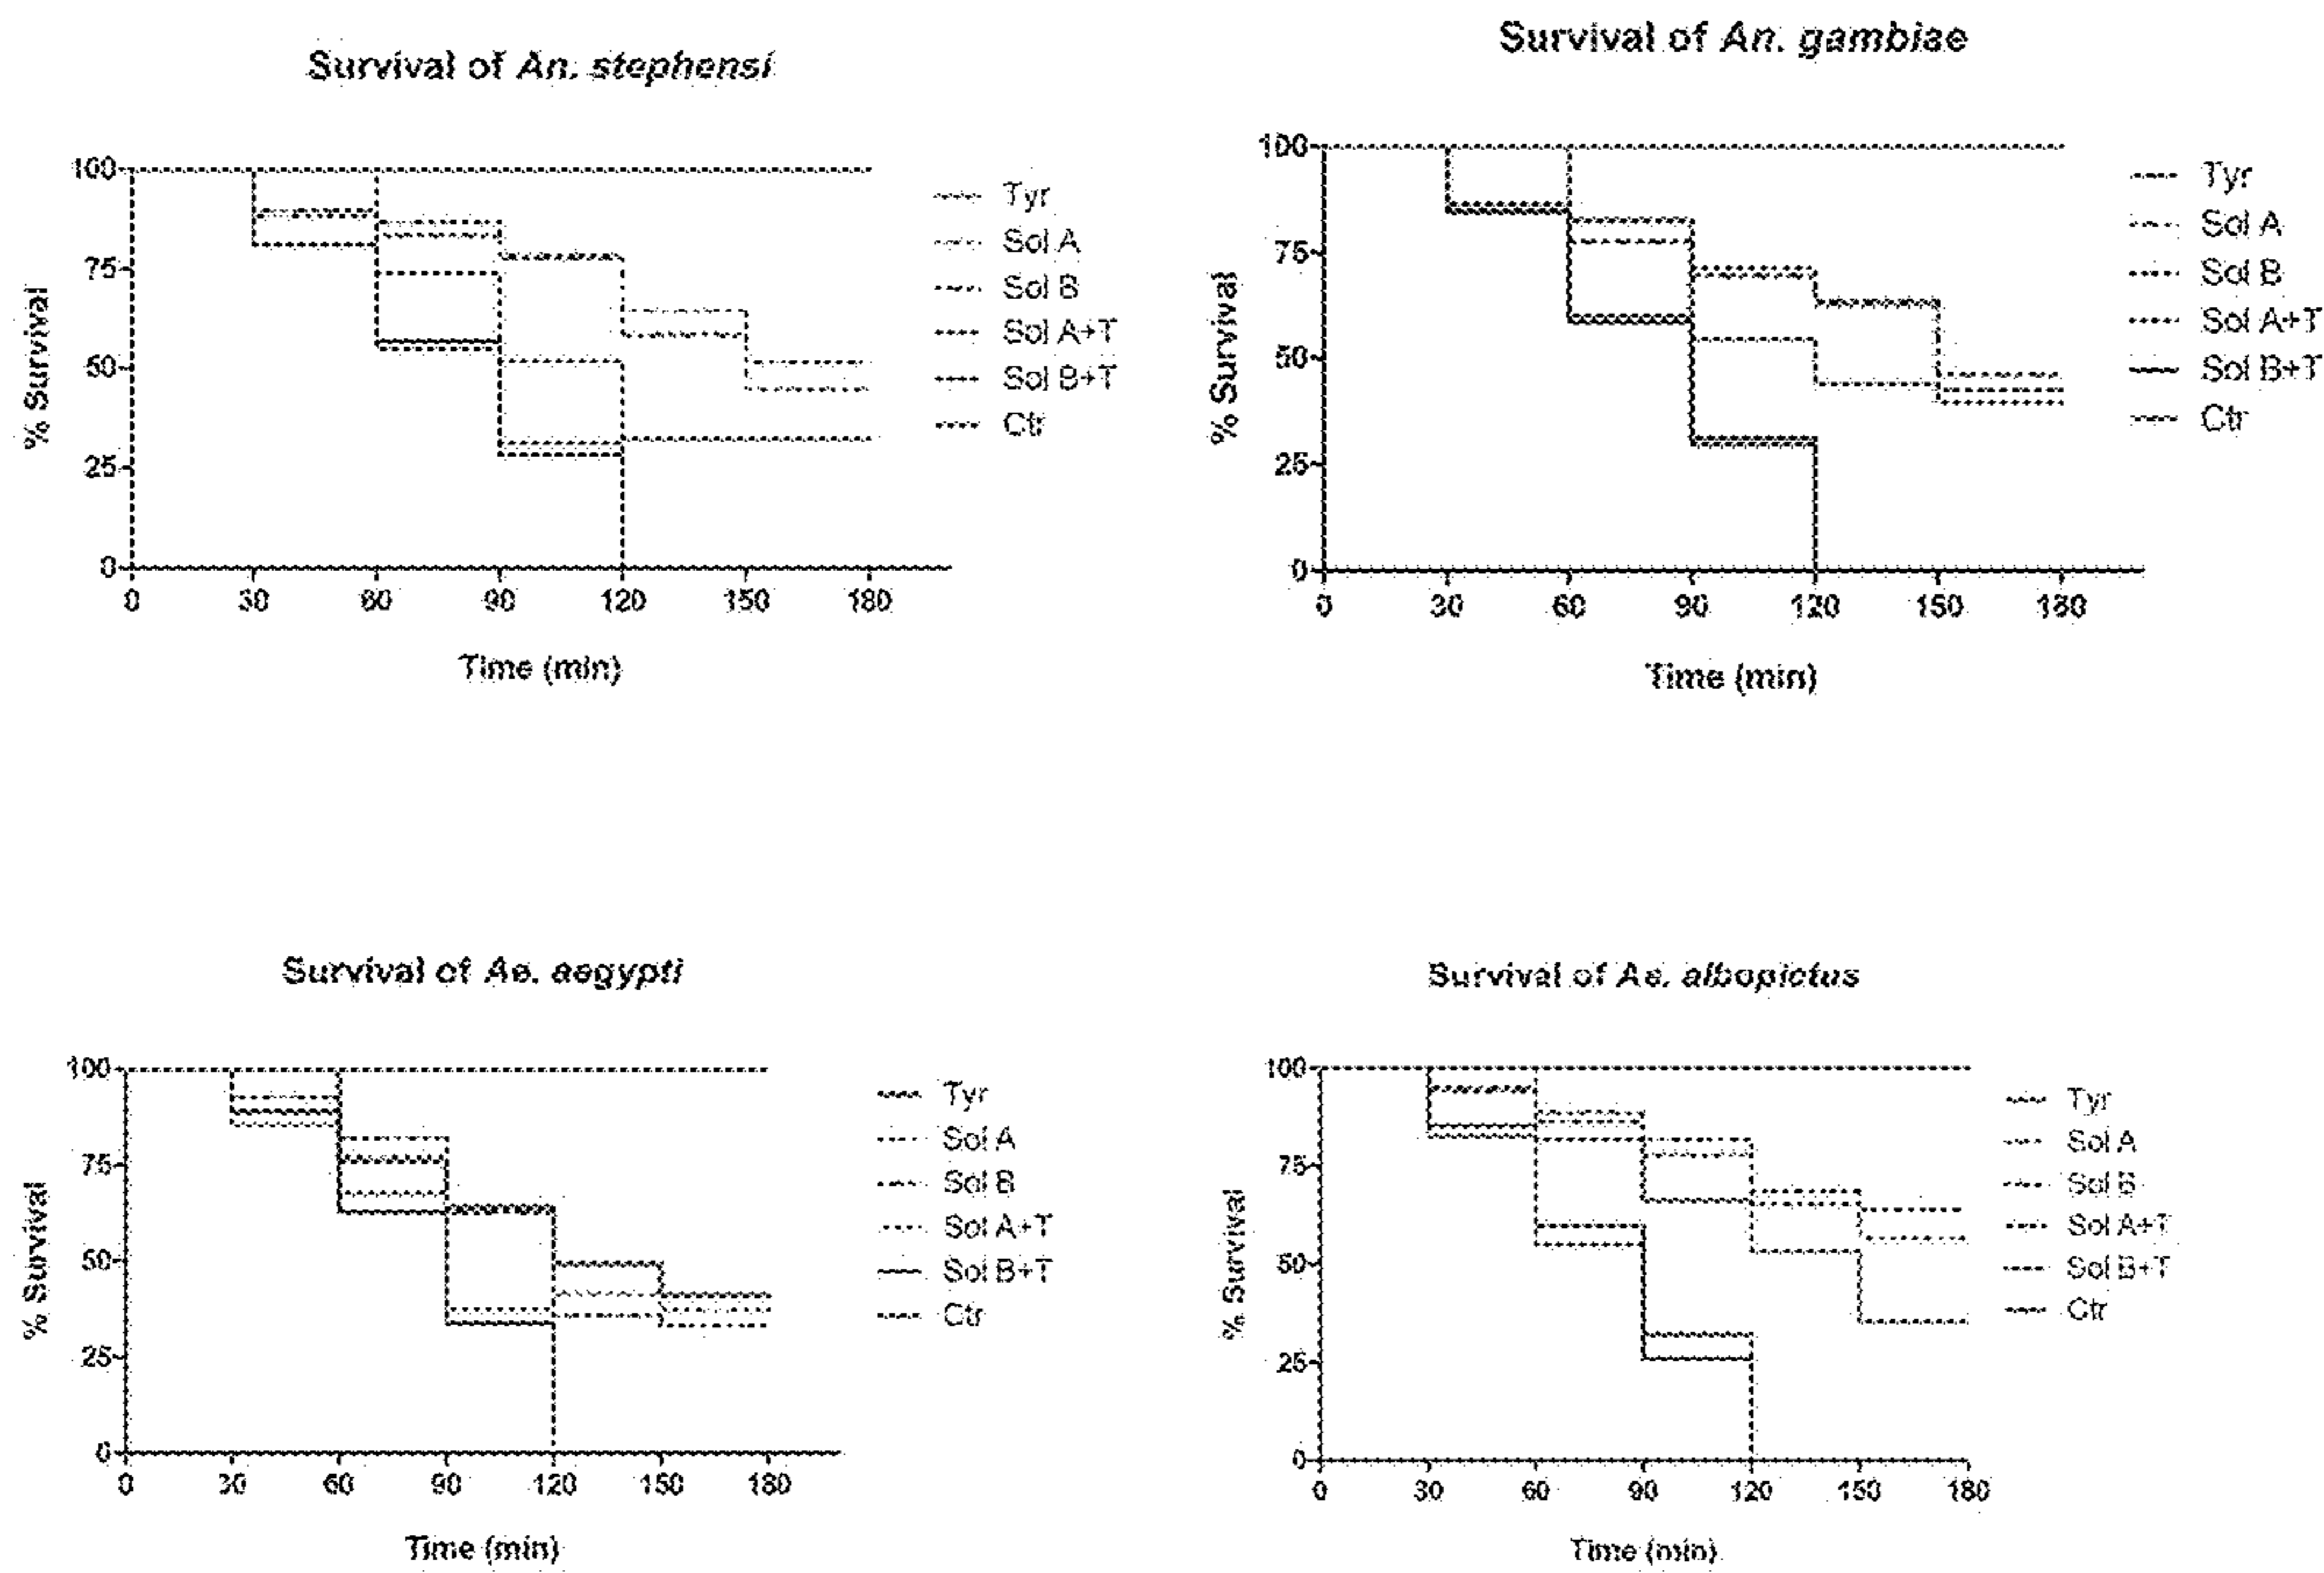 Survival of An. stephensi
100
75
50
25
0
% Survival
0 30 60 90 120 150 180
Time (min)
Tyr
Sol A
Sol B
Sol A+T
Sol B+T
Ctr
Survival of An. gambiae
100
75
50
25
0
% Survival
0 30 60 90 120 150 180
Time (min)
Tyr
Sol A
Sol B
Sol A+T
Sol B+T
Ctr
Survival of Ae. aegypti
100
75
50
25
0
% Survival
0 30 60 90 120 150 180
Time (min)
Tyr
Sol A
Sol B
Sol A+T
Sol B+T
Ctr
Survival of Ae. albopictus
100
75
50
25
0
% Survival
0 30 60 90 120 150 180
Time (min)
Tyr
Sol A
Sol B
Sol A+T
Sol B+T
Ctr